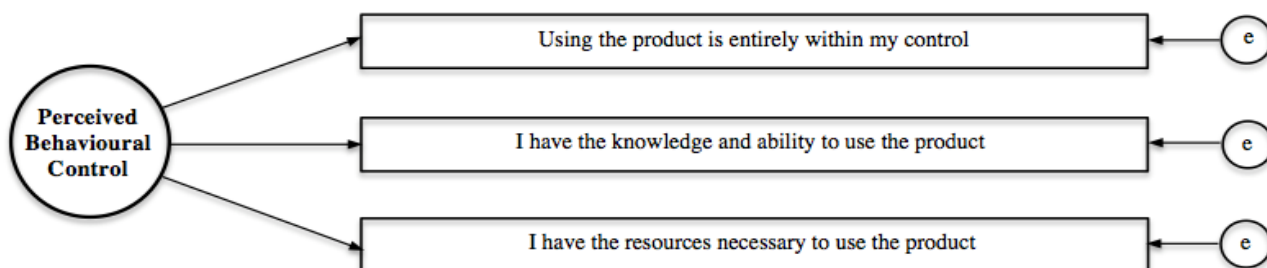 Using the product is entirely within my control
e
Perceived
Behavioural
Control
I have the knowledge and ability to use the product
e
I have the resources necessary to use the product
e